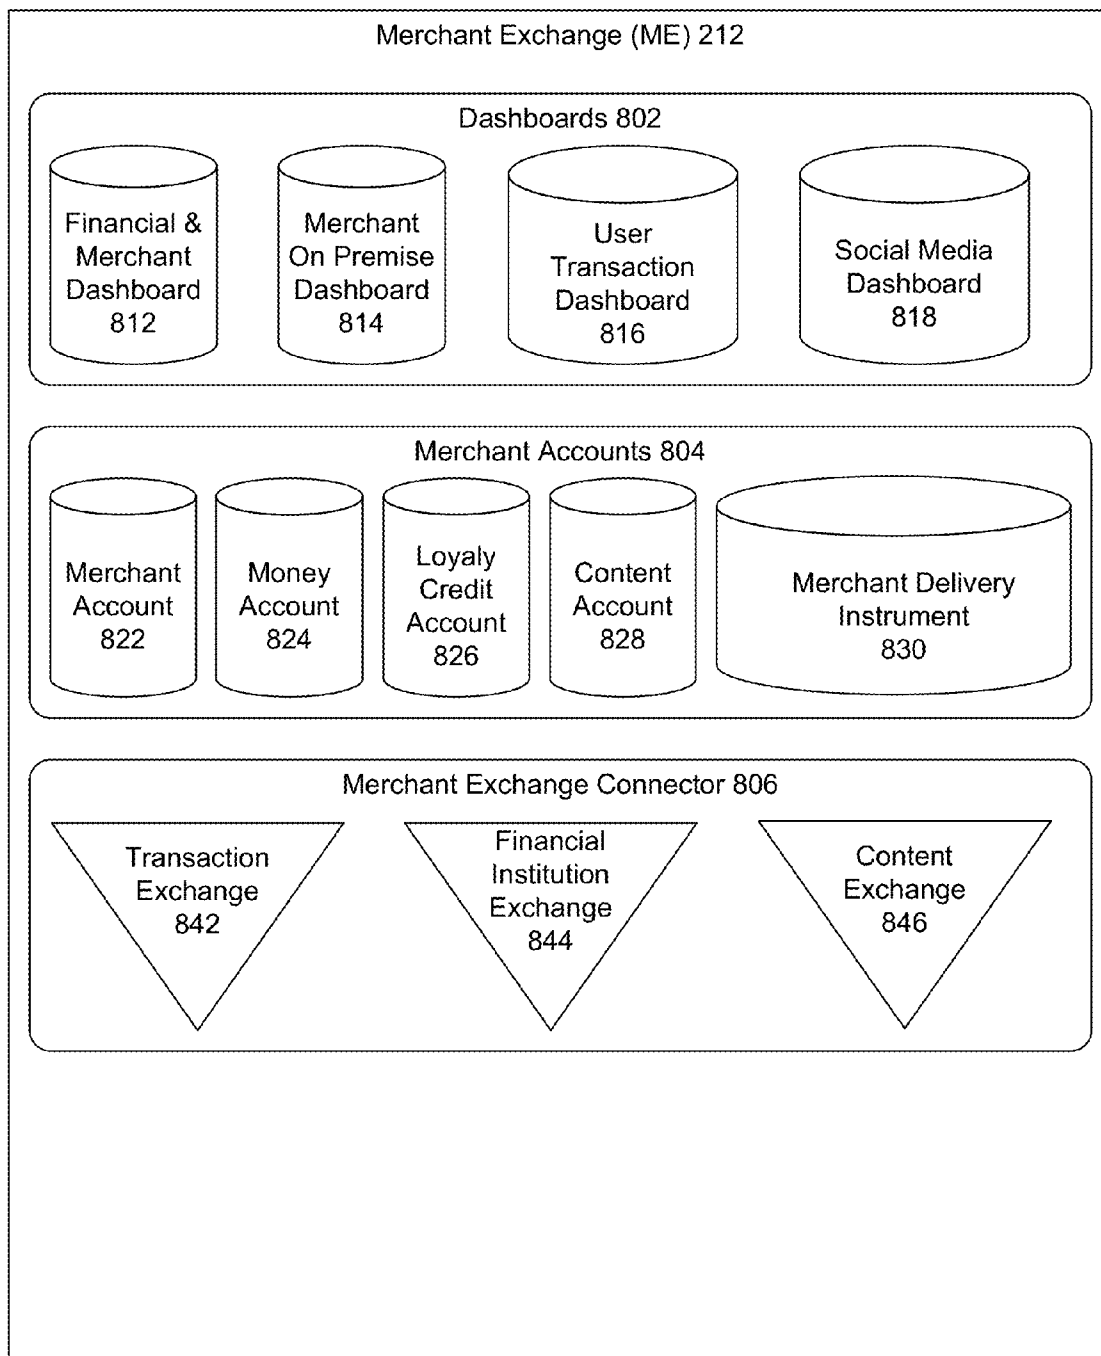 Merchant Exchange (ME) 212
Dashboards 802
Financial &
Merchant
Dashboard
812
Merchant
On Premise
Dashboard
814
User
Transaction
Dashboard
816
Social Media
Dashboard
818
Merchant Accounts 804
Merchant
Account
822
Money
Account
824
Loyaly
Credit
Account
826
Content
Account
828
Merchant Delivery
Instrument
830
Merchant Exchange Connector 806
Transaction
Exchange
842
Financial
Institution
Exchange
844
Content
Exchange
846